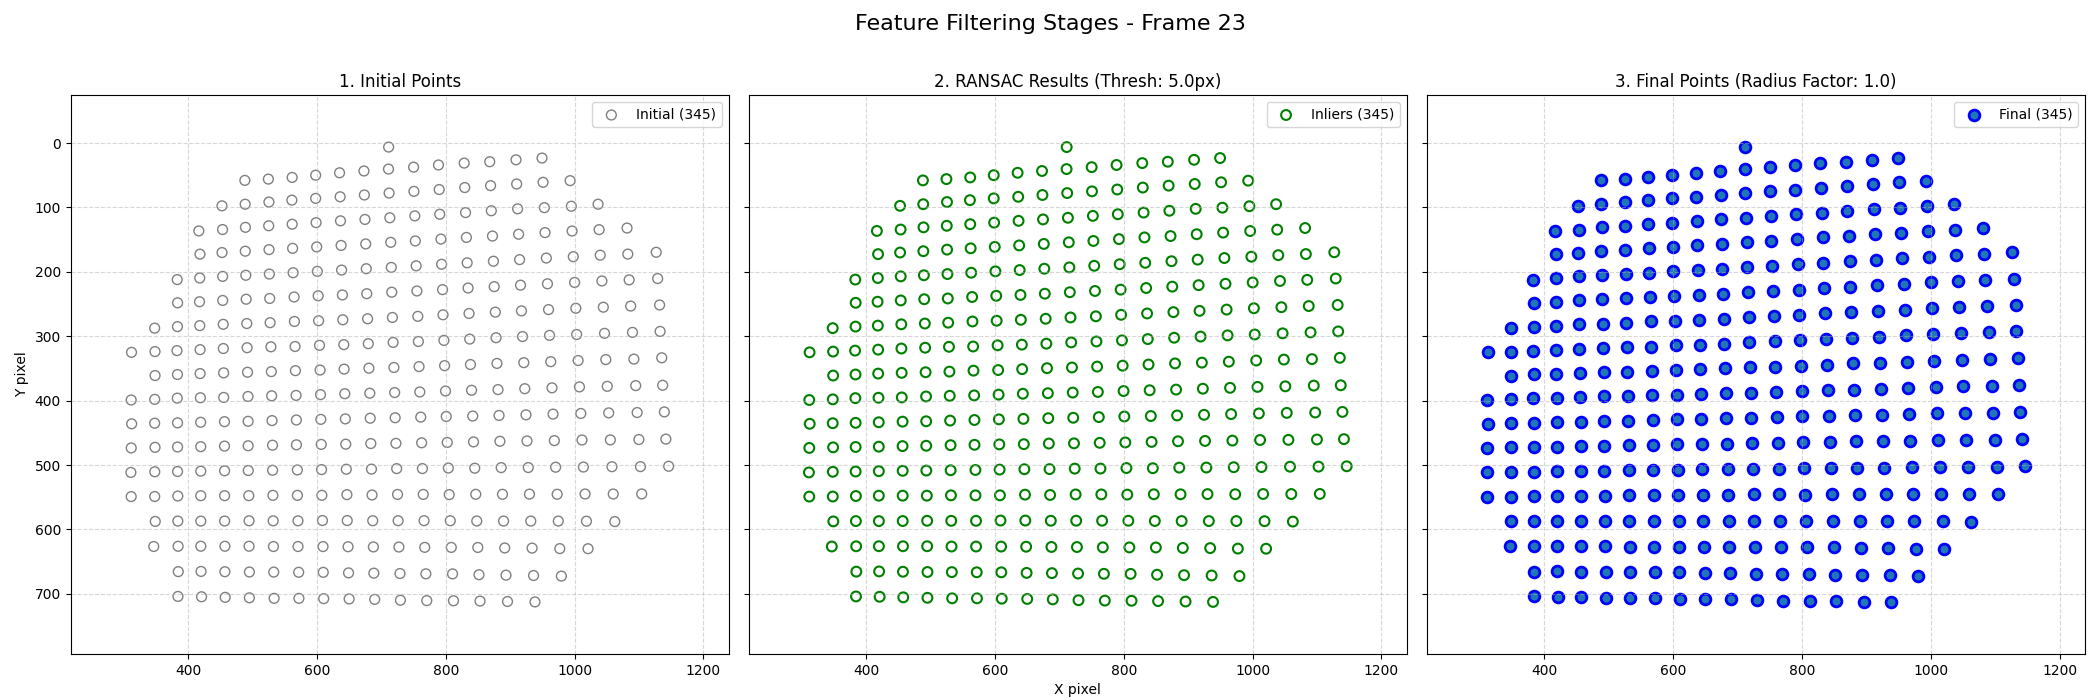 Feature Filtering Stages - Frame 23
1. Initial Points
Initial (345)
0
100
200
300
400
500
600
700
Y pixel
400 600 800 1000 1200
2. RANSAC Results (Thresh: 5.0px)
Inliers (345)
400 600 800 1000 1200
X pixel
3. Final Points (Radius Factor: 1.0)
Final (345)
400 600 800 1000 1200